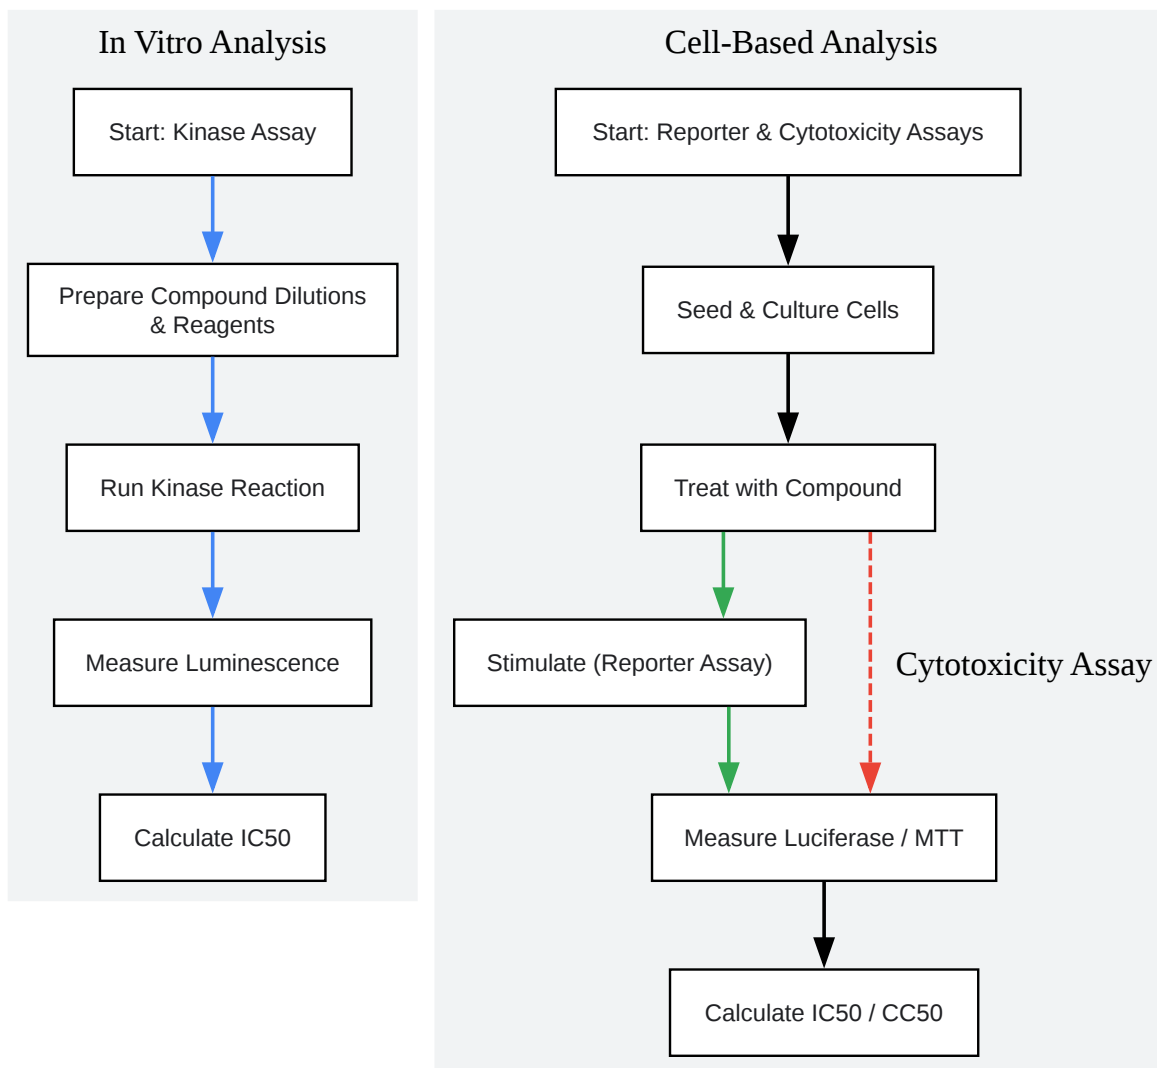 In Vitro Analysis
Start: Kinase Assay
Prepare Compound Dilutions
& Reagents
Run Kinase Reaction
Measure Luminescence
Calculate IC50
Cell-Based Analysis
Start: Reporter & Cytotoxicity Assays
Seed & Culture Cells
Treat with Compound
Stimulate (Reporter Assay)
Cytotoxicity Assay
Measure Luciferase / MTT
Calculate IC50 / CC50